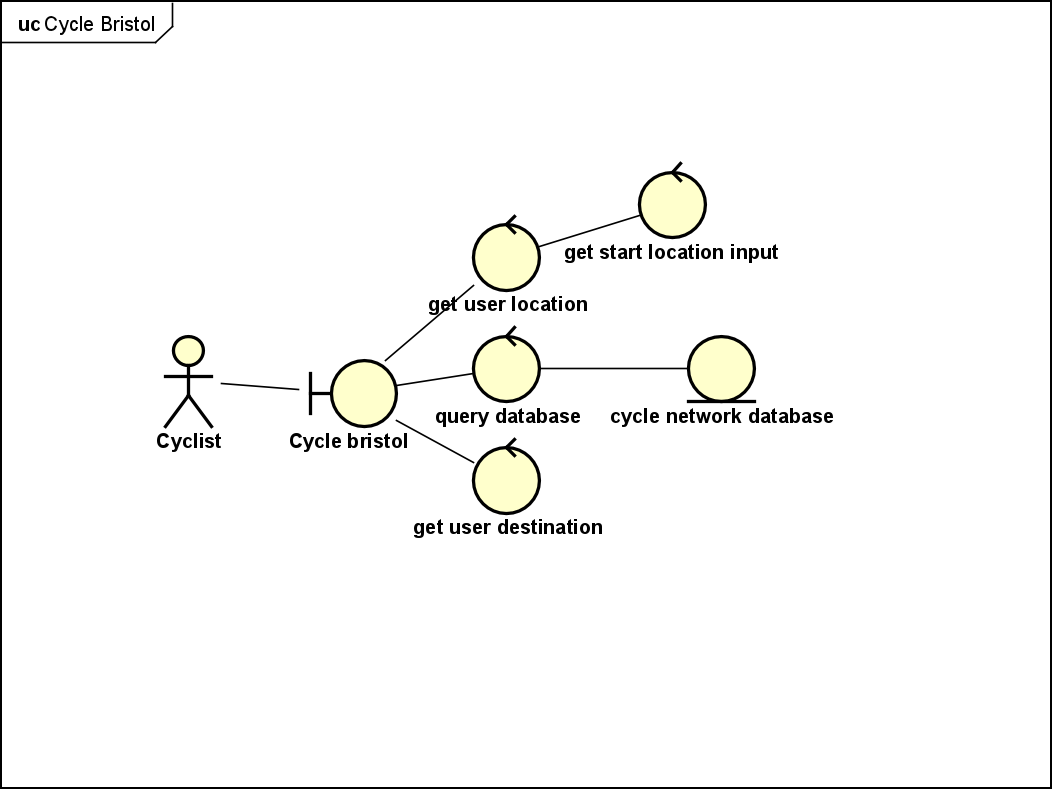 uc Cycle Bristol
get start location input
get user location
query database
cycle network database
Cyclist
Cycle bristol
get user destination